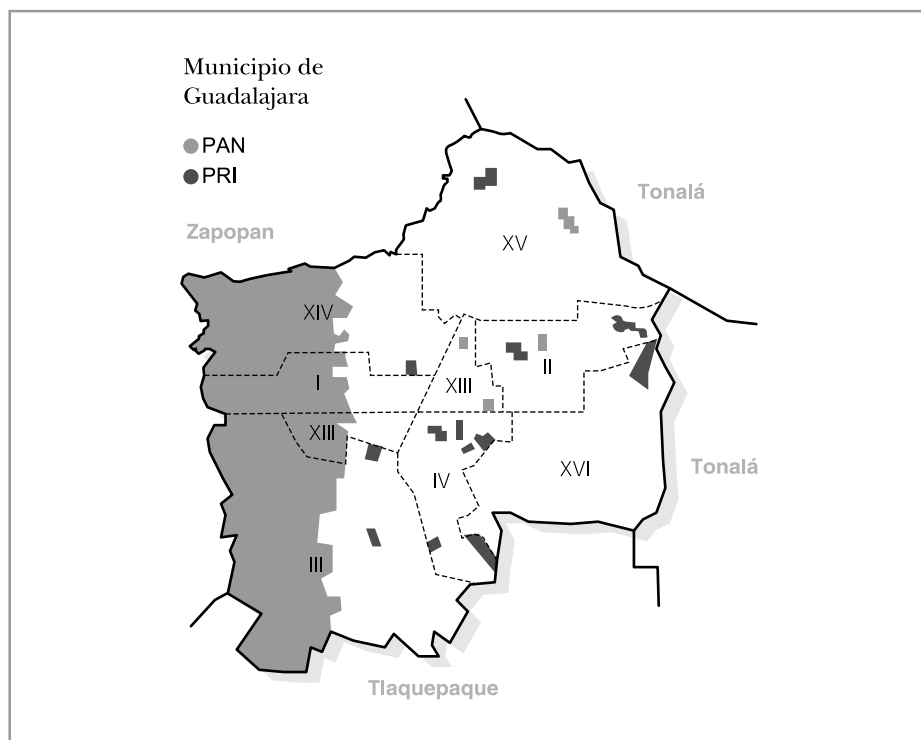 Municipio de
Guadalajara
PAN
PRI
Tonalá
Zapopan
XV
XIV
II
I
XIII
XIII
XVI
IV
Tonalá
III
Tlaquepaque